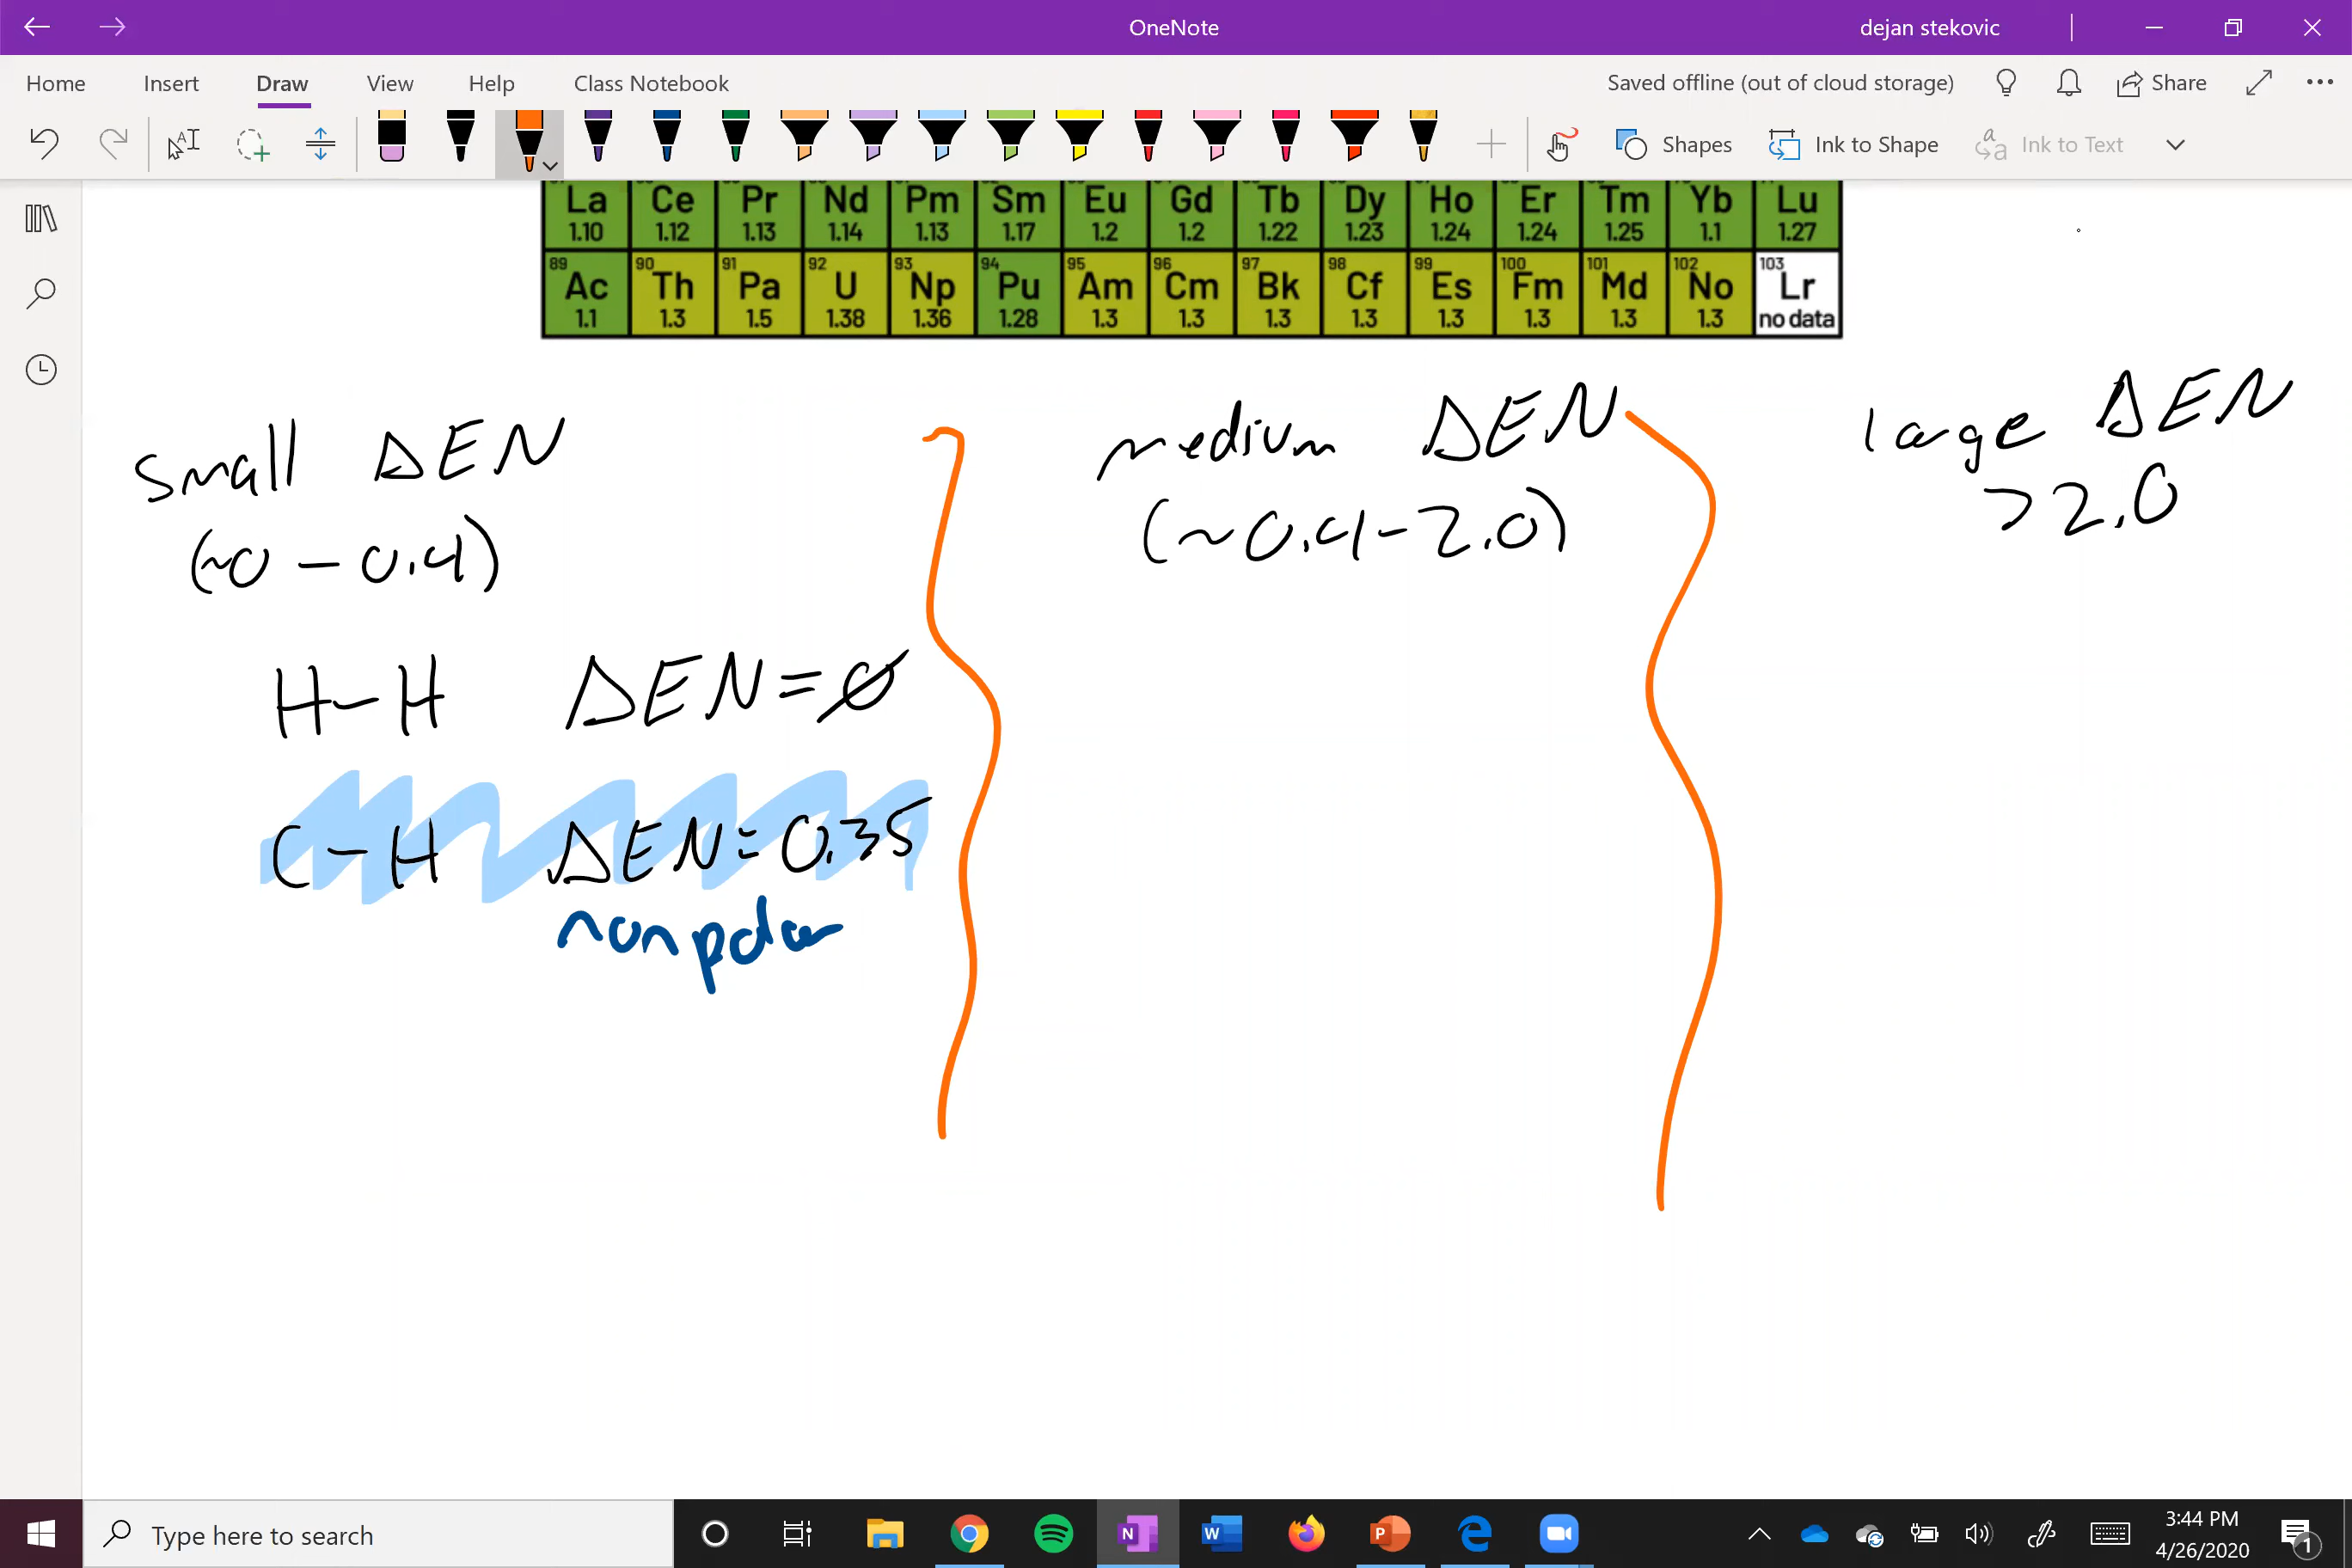 OneNote
dejan stekovic
Home Insert Draw View Help Class Notebook
Saved offline (out of cloud storage) Share
Shapes Ink to Shape Ink to Text
La Ce Pr Nd Pm Sm Eu Gd Tb Dy Ho Er Tm Yb Lu
1.10 1.12 1.13 1.14 1.13 1.17 1.2 1.2 1.22 1.23 1.24 1.24 1.25 1.1 1.27
89 90 91 92 93 94 95 96 97 98 99 100 101 102 103
Ac Th Pa U Np Pu Am Cm Bk Cf Es Fm Md No Lr
1.1 1.3 1.5 1.38 1.36 1.28 1.3 1.3 1.3 1.3 1.3 1.3 1.3 1.3 no data
small ΔEN
(~0 – 0.4)
H–H ΔEN=∅
C–H ΔEN=0.35
nonpolar
medium ΔEN
(~0.4–2.0)
large ΔEN
>2.0
Type here to search
3:44 PM
4/26/2020
1